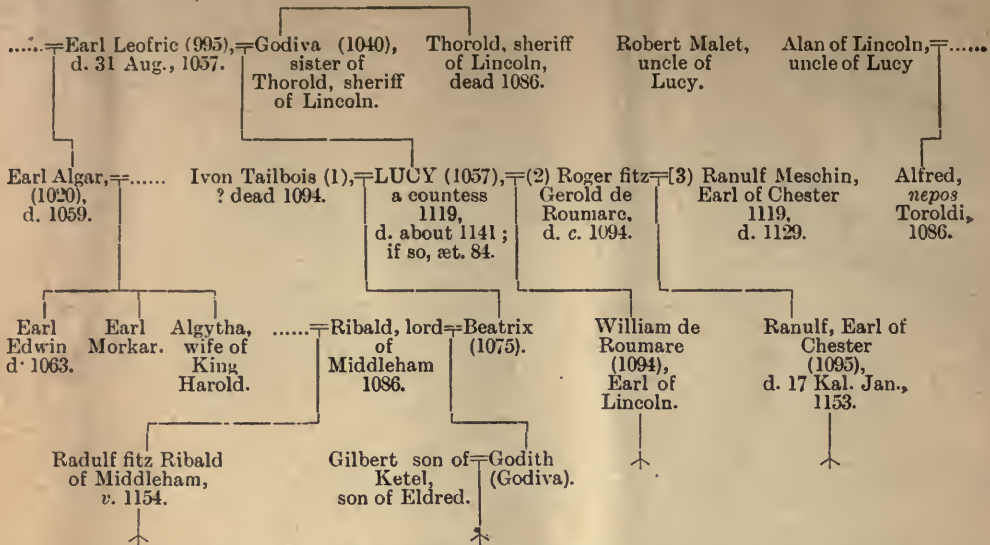 ......=Earl Leofric (995),=Godiva (1040), Thorold, sheriff Robert Malet, Alan of Lincoln,=......
d. 31 Aug., 1057. sister of of Lincoln, uncle of uncle of Lucy
Thorold, sheriff dead 1086. Lucy.
of Lincoln.
Earl Algar,=...... Ivon Tailbois (1),=LUCY (1057),=(2) Roger fitz=[3) Ranulf Meschin, Alfred,
(1020), ? dead 1094. a countess Gerold de Earl of Chester nepos
d. 1059. 1119, Roumare, 1119, Toroldi,
d. about 1141 ; d. c. 1094. d. 1129. 1086.
if so, æt. 84.
Earl Earl Algytha, ......=Ribald, lord=Beatrix William de Ranulf, Earl of
Edwin Morkar. wife of of (1075). Roumare Chester
d· 1063. King Middleham (1094), (1095),
Harold. 1086. Earl of d. 17 Kal. Jan.,
Lincoln. 1153.
Radulf fitz Ribald Gilbert son of=Godith
of Middleham, Ketel, (Godiva).
v. 1154. son of Eldred.